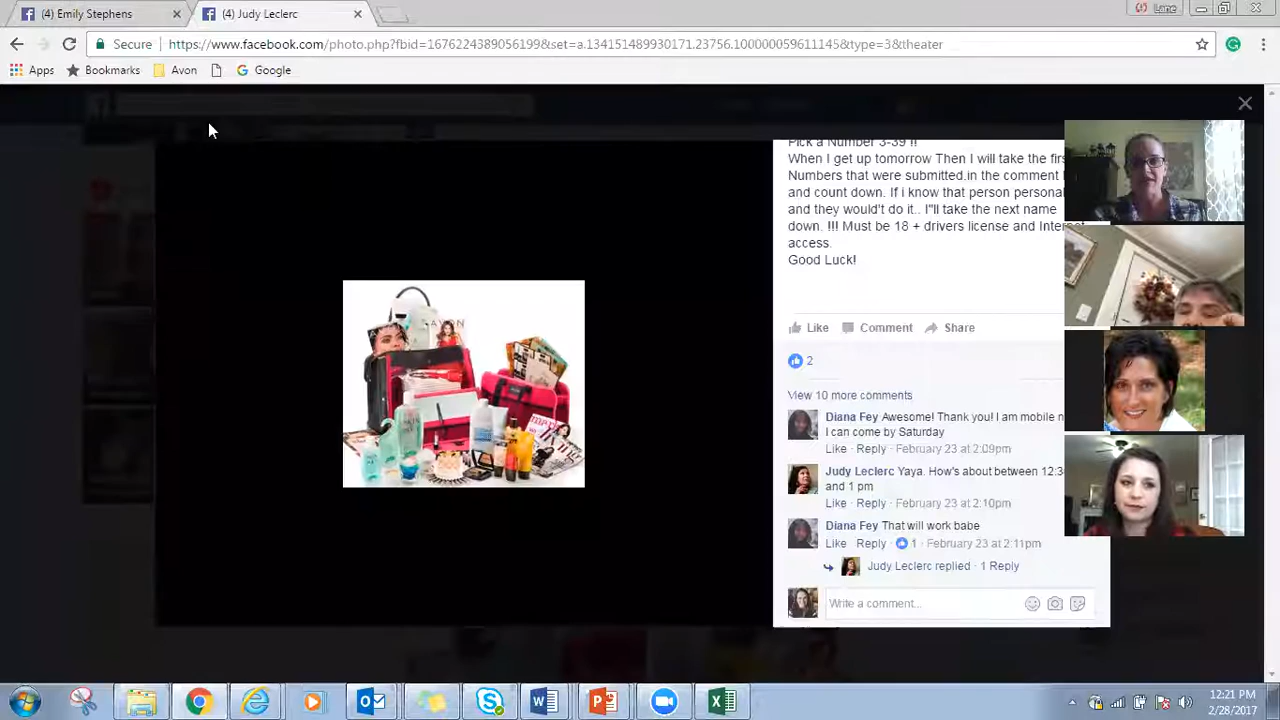 (4) Emily Stephens
(4) Judy Leclerc
Lane
Secure
https://www.facebook.com/photo.php?fbid=1676224389056199&set=a.134151489930171.23756.100000059611145&type=3&theater
Apps
Bookmarks
Avon
Google
Pick a Number 3-39 !!
When I get up tomorrow Then I will take the
Numbers that were submitted.in the comment
and count down. If i know that person
and they would't do it.. I"ll take the next name
down. !!! Must be 18 + drivers license and
access.
Good Luck!
Like
Comment
Share
2
View 10 more comments
Diana Fey Awesome! Thank you! I am mobile
I can come by Saturday
Like · Reply · February 23 at 2:09pm
Judy Leclerc Yaya. How's about between
and 1 pm
Like · Reply · February 23 at 2:10pm
Diana Fey That will work babe
Like · Reply · 1 · February 23 at 2:11pm
Judy Leclerc replied · 1 Reply
Write a comment...
12:21 PM
2/28/2017